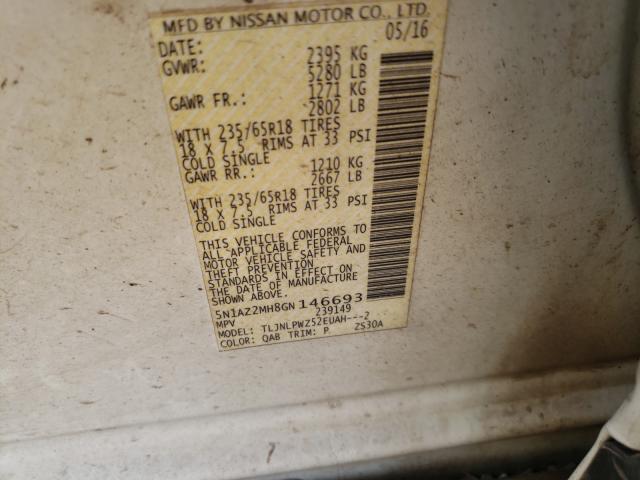 MFD BY NISSAN MOTOR CO., LTD.
DATE: 05/16
GVWR: 2395 KG
5280 LB
GAWR FR.: 1271 KG
2802 LB
WITH 235/65R18 TIRES
18 X 7.5 RIMS AT 33 PSI
COLD SINGLE
GAWR RR.: 1210 KG
2667 LB
WITH 235/65R18 TIRES
18 X 7.5 RIMS AT 33 PSI
COLD SINGLE
THIS VEHICLE CONFORMS TO
ALL APPLICABLE FEDERAL
MOTOR VEHICLE SAFETY AND
THEFT PREVENTION
STANDARDS IN EFFECT ON
THE DATE OF MANUFACTURE
SHOWN ABOVE.
5N1AZ2MH8GN146693
MPV 239149
MODEL: TLJNLPWZ52EUAH---2
COLOR: QAB TRIM: P ZS30A